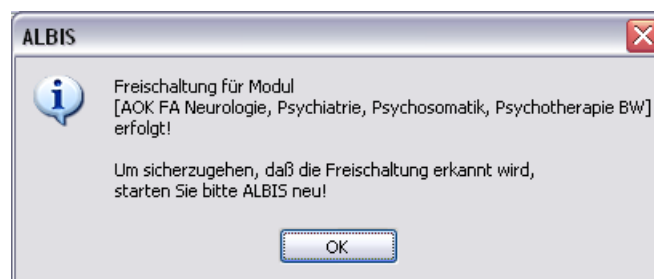 ALBIS
Freischaltung für Modul
[AOK FA Neurologie, Psychiatrie, Psychosomatik, Psychotherapie BW]
erfolgt!
Um sicherzugehen, daß die Freischaltung erkannt wird,
starten Sie bitte ALBIS neu!
OK